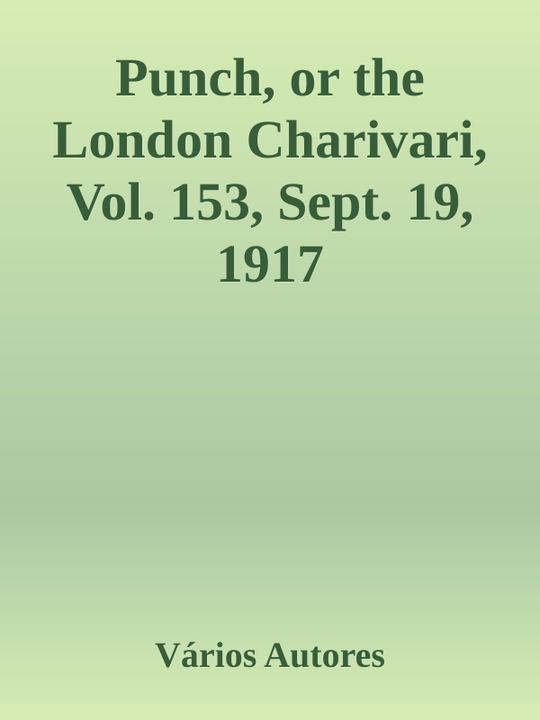 Punch, or the
London Charivari,
Vol. 153, Sept. 19,
1917
Vários Autores